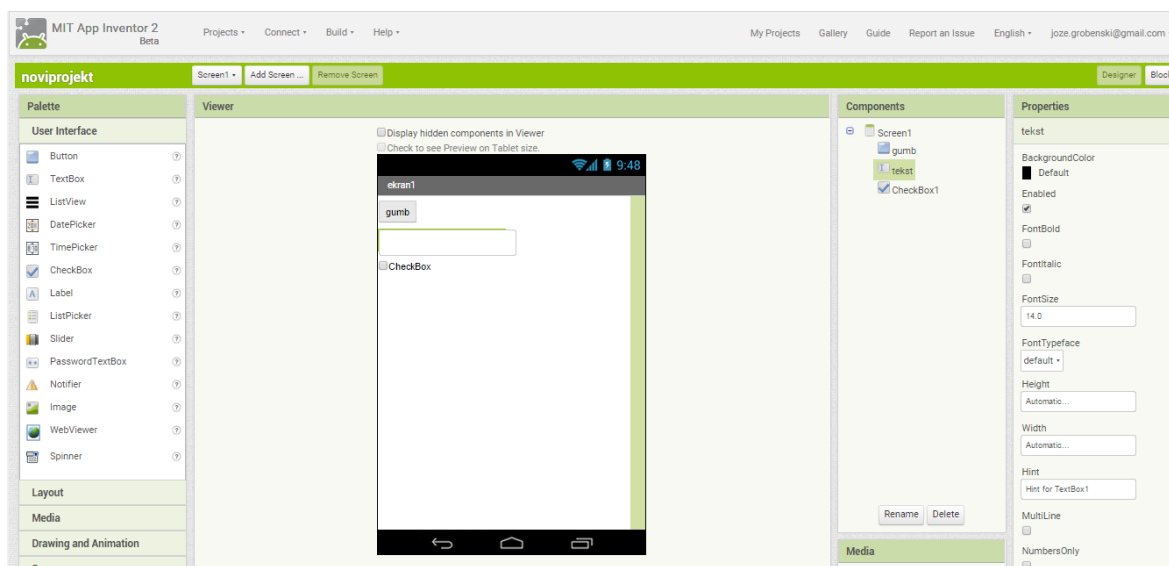 MIT App Inventor 2
Beta
Projects Connect Build Help
My Projects Gallery Guide Report an Issue English joze.grobenski@gmail.com
noviprojekt
Screen1 Add Screen ... Remove Screen
Designer
Palette
User Interface
Button
TextBox
ListView
DatePicker
TimePicker
CheckBox
Label
ListPicker
Slider
PasswordTextBox
Notifier
Image
WebViewer
Spinner
Layout
Media
Drawing and Animation
Viewer
Display hidden components in Viewer
Check to see Preview on Tablet size.
9:48
ekran1
gumb
CheckBox
Components
Screen1
gumb
tekst
CheckBox1
Rename Delete
Media
Properties
tekst
BackgroundColor
Default
Enabled
FontBold
FontItalic
FontSize
14.0
FontTypeface
default
Height
Automatic...
Width
Automatic...
Hint
Hint for TextBox1
MultiLine
NumbersOnly